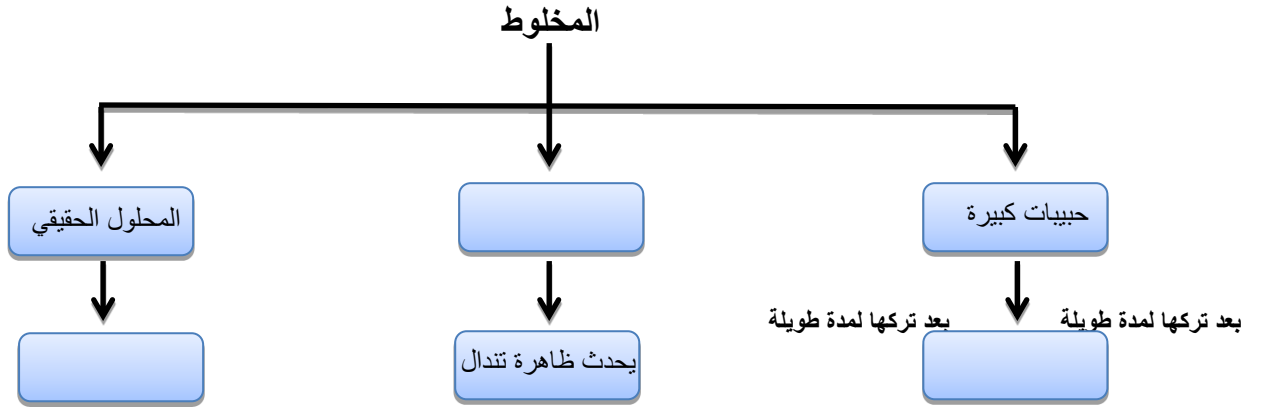 المخلوط
حبيبات كبيرة
المحلول الحقيقي
بعد تركها لمدة طويلة
بعد تركها لمدة طويلة
يحدث ظاهرة تندال